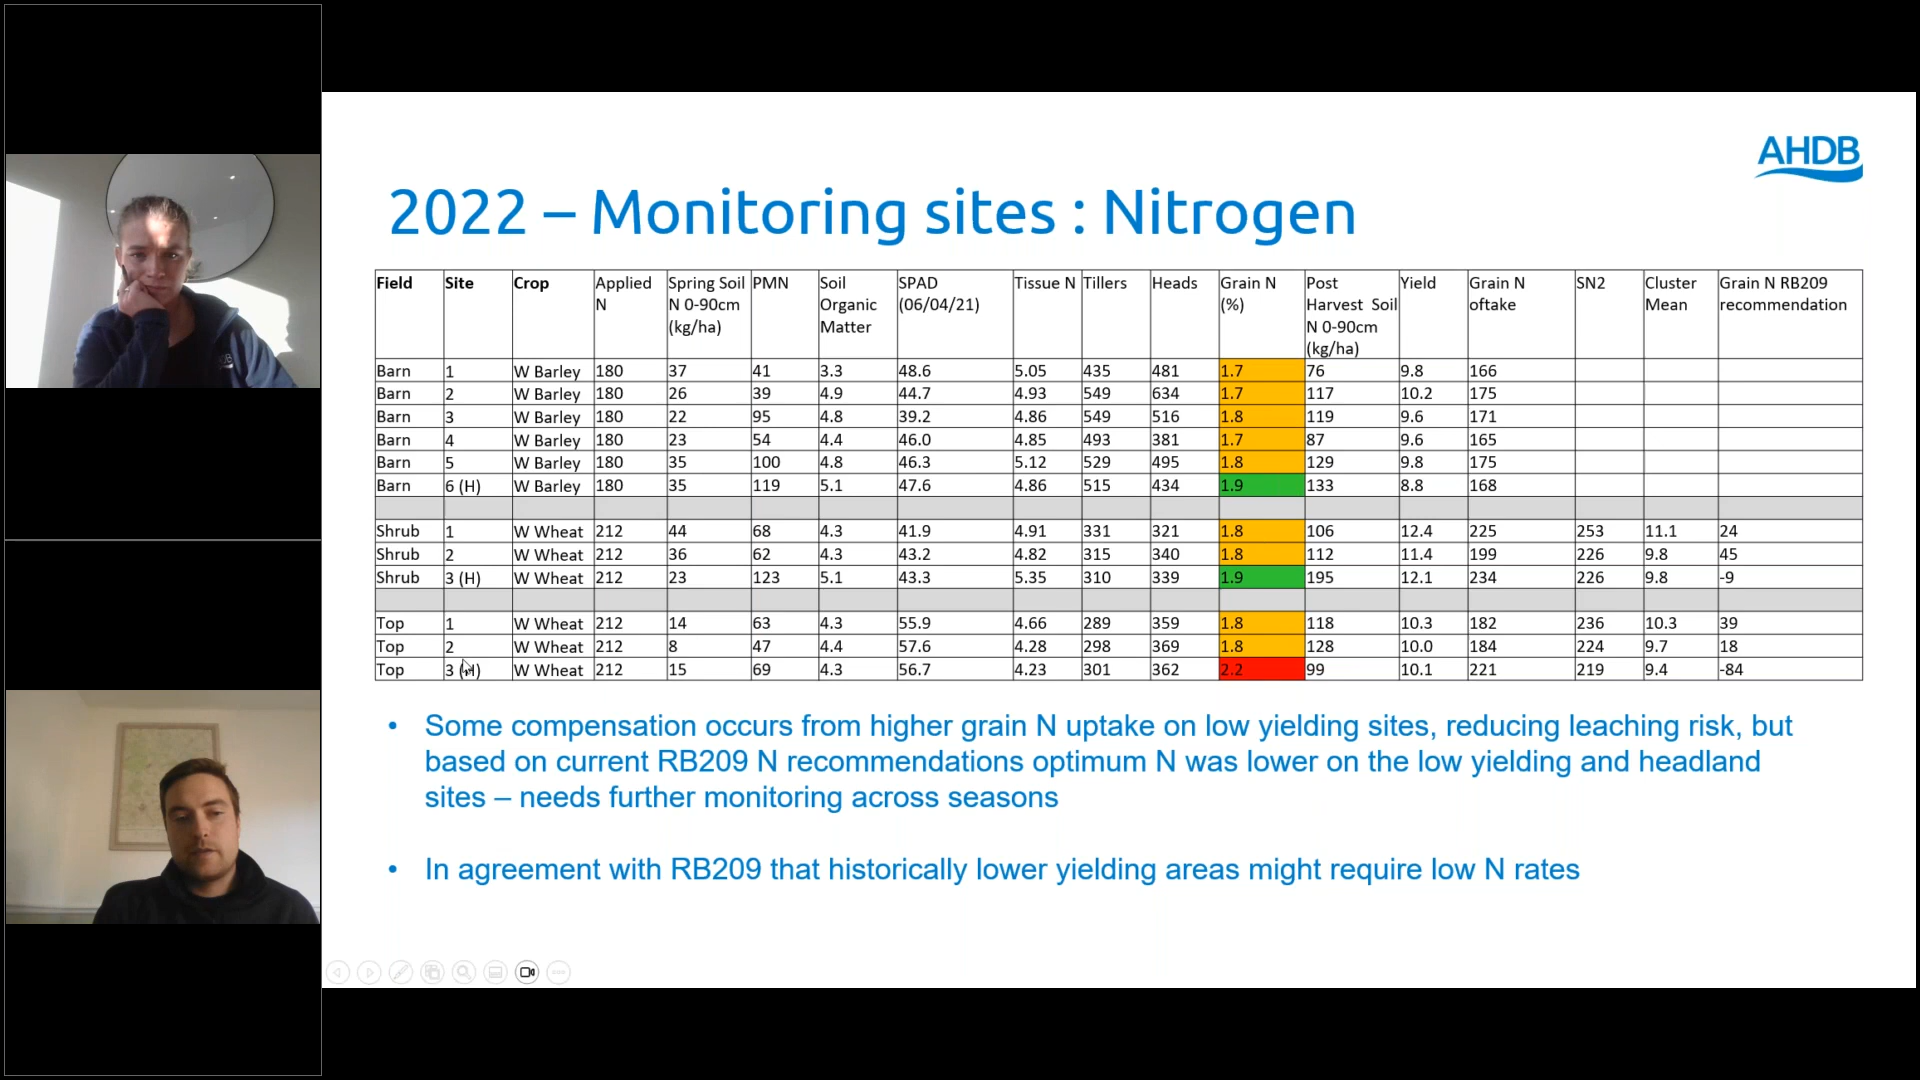 AHDB
2022 – Monitoring sites : Nitrogen
Field Site Crop Applied N Spring Soil N 0-90cm (kg/ha) PMN Soil Organic Matter SPAD (06/04/21) Tissue N Tillers Heads Grain N (%) Post Harvest Soil N 0-90cm (kg/ha) Yield Grain N oftake SN2 Cluster Mean Grain N RB209 recommendation
Barn 1 W Barley 180 37 41 3.3 48.6 5.05 435 481 1.7 76 9.8 166
Barn 2 W Barley 180 26 39 4.9 44.7 4.93 549 634 1.7 117 10.2 175
Barn 3 W Barley 180 22 95 4.8 39.2 4.86 549 516 1.8 119 9.6 171
Barn 4 W Barley 180 23 54 4.4 46.0 4.85 493 381 1.7 87 9.6 165
Barn 5 W Barley 180 35 100 4.8 46.3 5.12 529 495 1.8 129 9.8 175
Barn 6 (H) W Barley 180 35 119 5.1 47.6 4.86 515 434 1.9 133 8.8 168
Shrub 1 W Wheat 212 44 68 4.3 41.9 4.91 331 321 1.8 106 12.4 225 253 11.1 24
Shrub 2 W Wheat 212 36 62 4.3 43.2 4.82 315 340 1.8 112 11.4 199 226 9.8 45
Shrub 3 (H) W Wheat 212 23 123 5.1 43.3 5.35 310 339 1.9 195 12.1 234 226 9.8 -9
Top 1 W Wheat 212 14 63 4.3 55.9 4.66 289 359 1.8 118 10.3 182 236 10.3 39
Top 2 W Wheat 212 8 47 4.4 57.6 4.28 298 369 1.8 128 10.0 184 224 9.7 18
Top 3 (H) W Wheat 212 15 69 4.3 56.7 4.23 301 362 2.2 99 10.1 221 219 9.4 -84
• Some compensation occurs from higher grain N uptake on low yielding sites, reducing leaching risk, but
based on current RB209 N recommendations optimum N was lower on the low yielding and headland
sites – needs further monitoring across seasons
• In agreement with RB209 that historically lower yielding areas might require low N rates